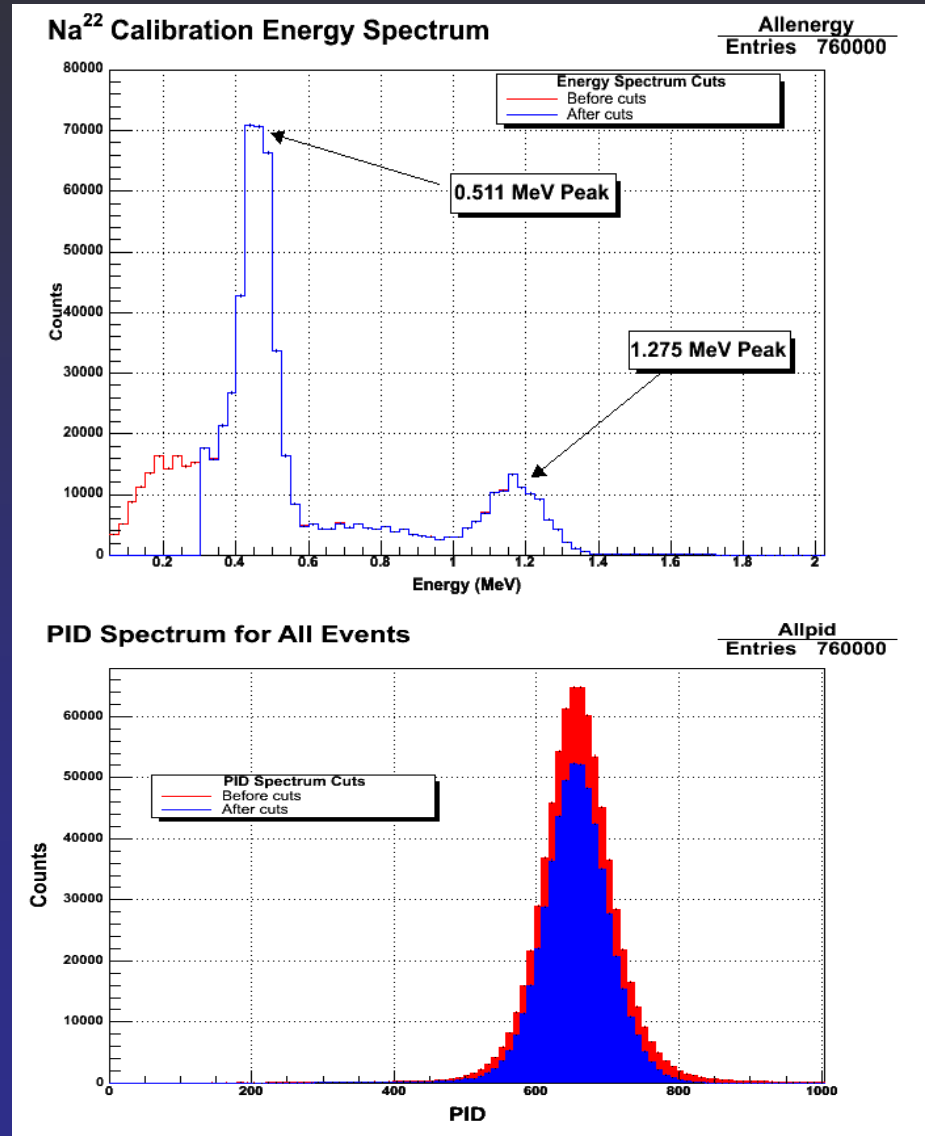 Na²² Calibration Energy Spectrum
Allenergy
Entries 760000
Energy Spectrum Cuts
Before cuts
After cuts
0.511 MeV Peak
1.275 MeV Peak
80000
70000
60000
50000
40000
30000
20000
10000
0
Counts
0.2 0.4 0.6 0.8 1 1.2 1.4 1.6 1.8 2
Energy (MeV)
PID Spectrum for All Events
Allpid
Entries 760000
PID Spectrum Cuts
Before cuts
After cuts
60000
50000
40000
30000
20000
10000
0
Counts
0 200 400 600 800 1000
PID